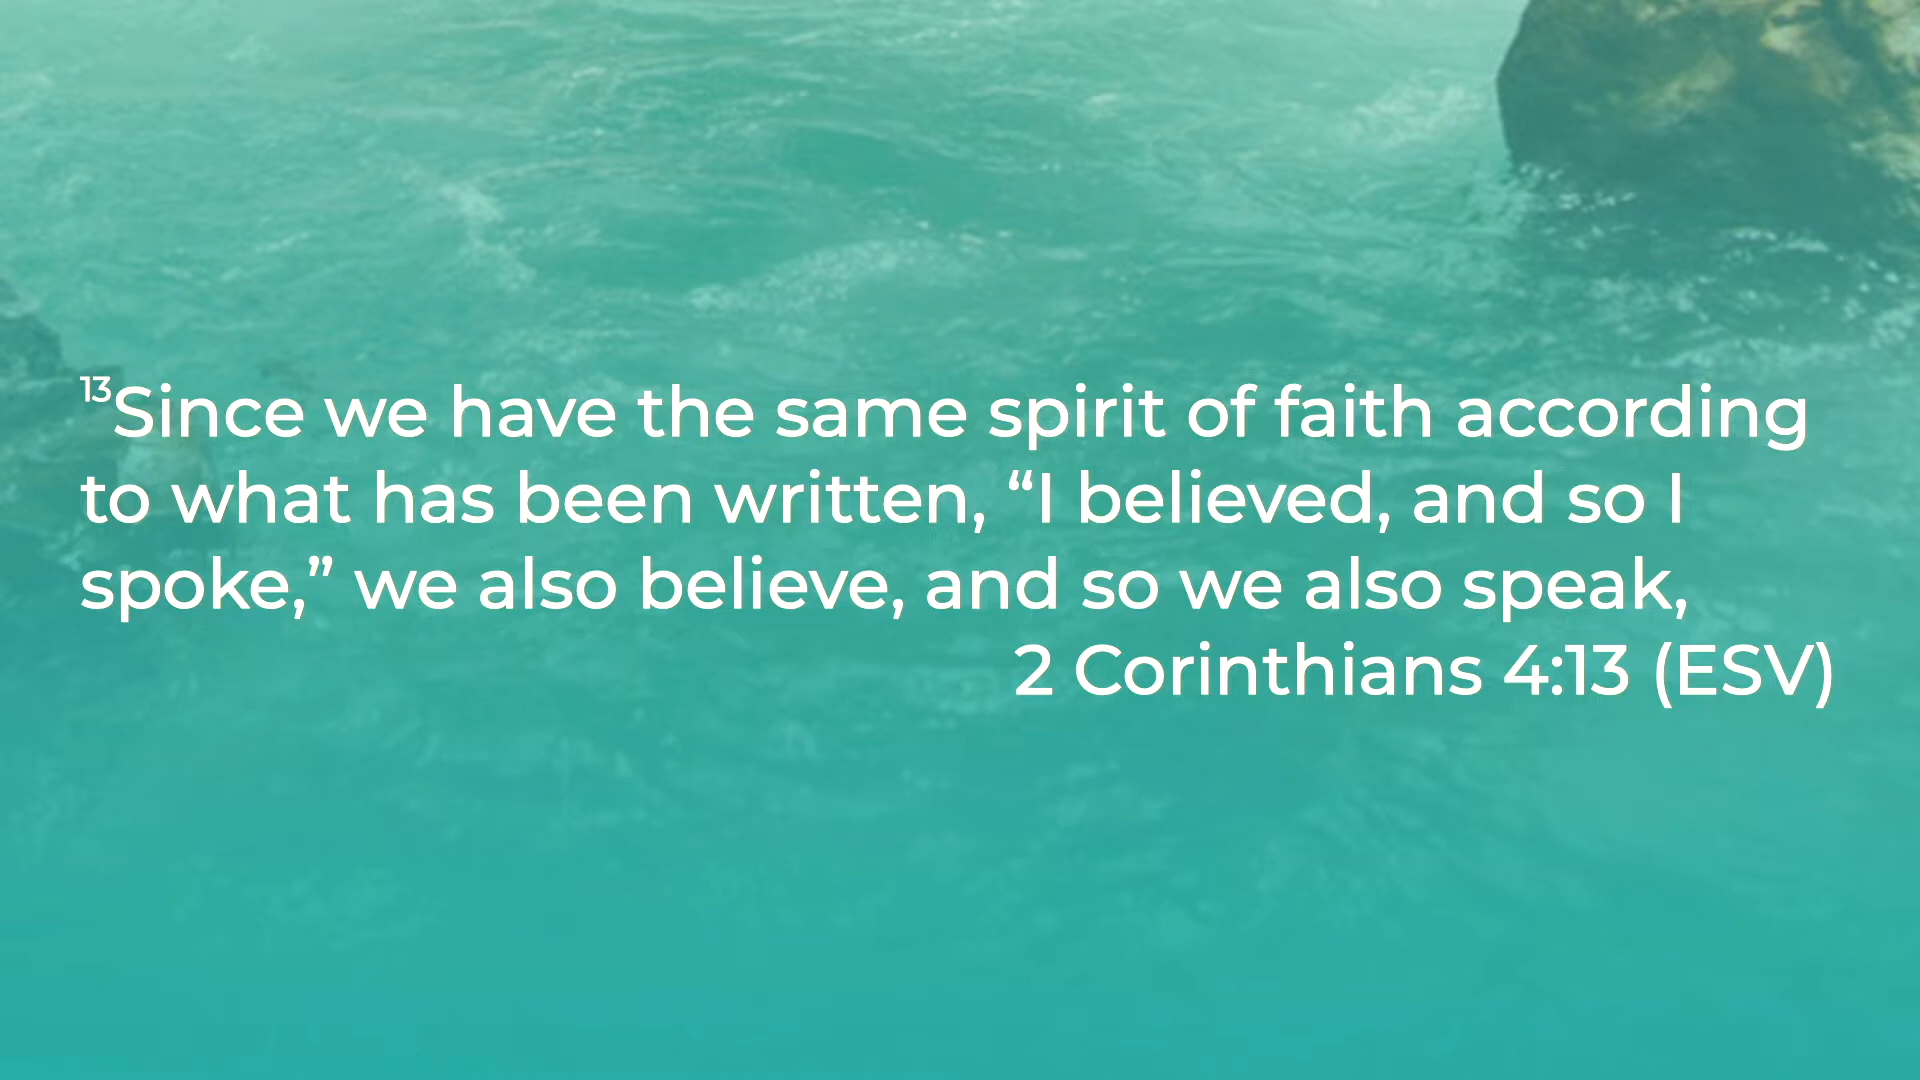 ¹³Since we have the same spirit of faith according
to what has been written, “I believed, and so I
spoke,” we also believe, and so we also speak,
2 Corinthians 4:13 (ESV)